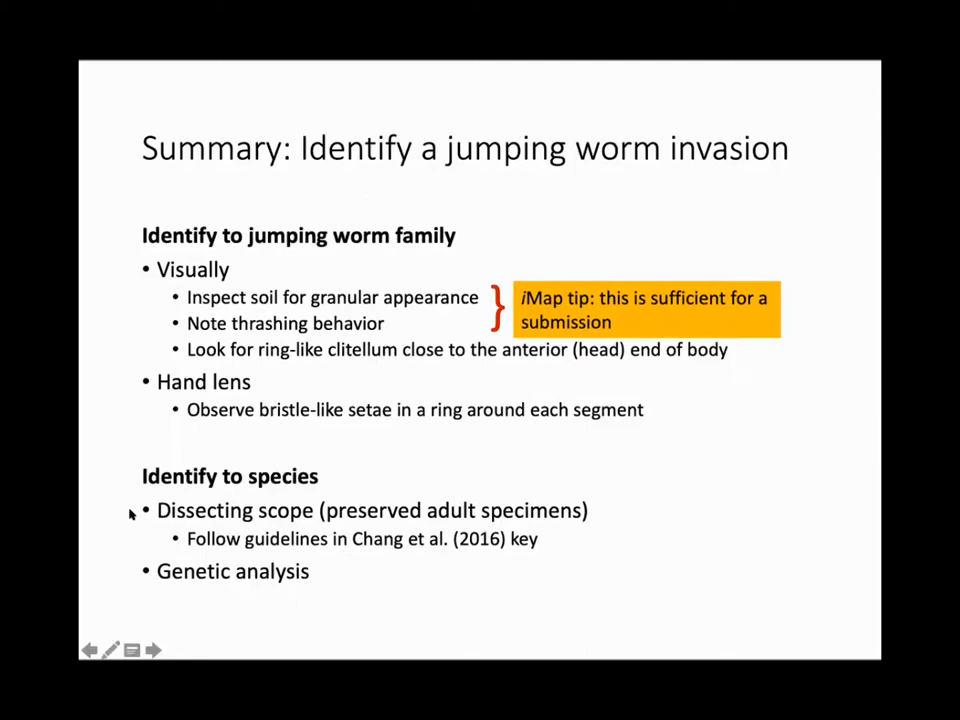 Summary: Identify a jumping worm invasion
Identify to jumping worm family
• Visually
• Inspect soil for granular appearance
• Note thrashing behavior
iMap tip: this is sufficient for a
submission
• Look for ring-like clitellum close to the anterior (head) end of body
• Hand lens
• Observe bristle-like setae in a ring around each segment
Identify to species
• Dissecting scope (preserved adult specimens)
• Follow guidelines in Chang et al. (2016) key
• Genetic analysis